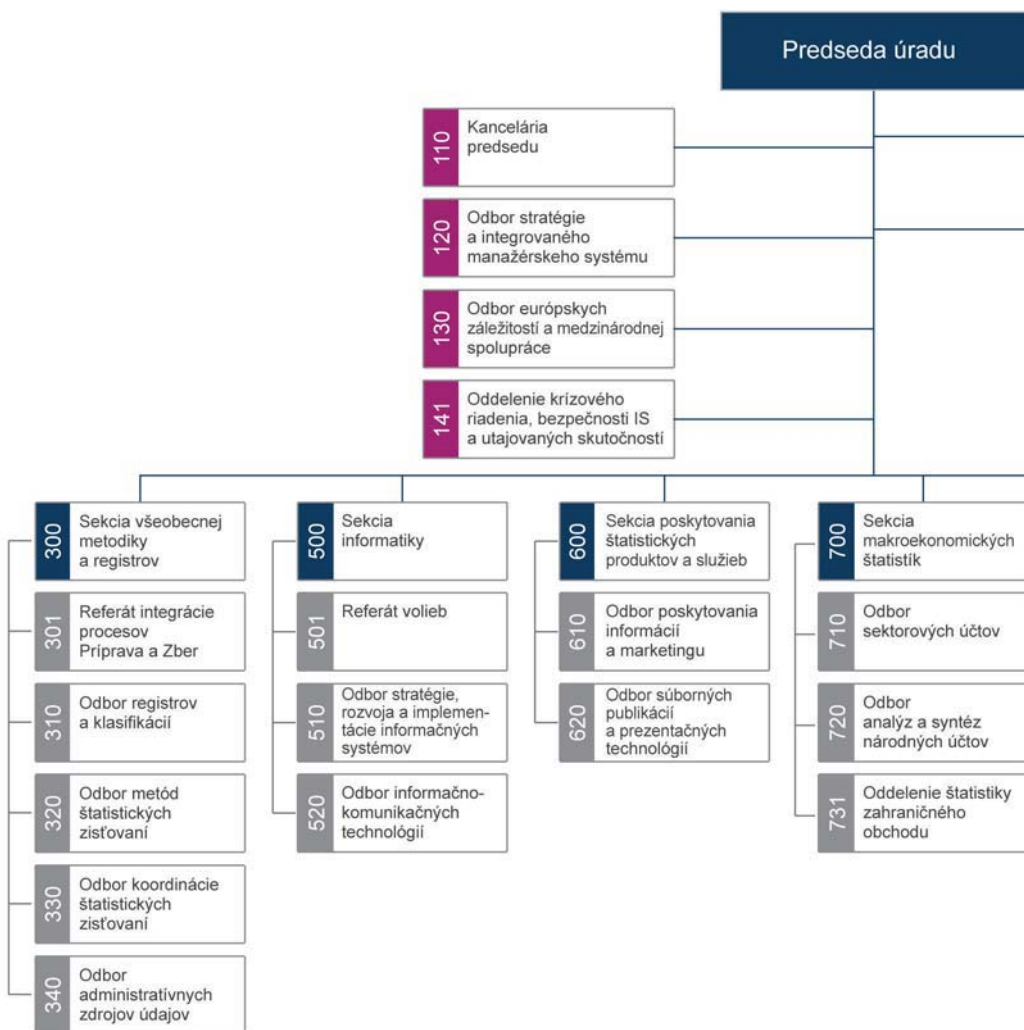 Predseda úradu
110
Kancelária
predsedu
120
Odbor stratégie
a integrovaného
manažérskeho systému
130
Odbor európskych
záležitostí a medzinárodnej
spolupráce
141
Oddelenie krízového
riadenia, bezpečnosti IS
a utajovaných skutočností
300
Sekcia všeobecnej
metodiky
a registrov
301
Referát integrácie
procesov
Príprava a Zber
310
Odbor registrov
a klasifikácií
320
Odbor metód
štatistických
zisťovaní
330
Odbor koordinácie
štatistických
zisťovaní
340
Odbor
administratívnych
zdrojov údajov
500
Sekcia
informatiky
501
Referát volieb
510
Odbor stratégie,
rozvoja a implemen-
tácie informačných
systémov
520
Odbor informačno-
komunikačných
technológií
600
Sekcia poskytovania
štatistických
produktov a služieb
610
Odbor poskytovania
informácií
a marketingu
620
Odbor súborných
publikácií
a prezentačných
technológií
700
Sekcia
makroekonomických
štatistík
710
Odbor
sektorových účtov
720
Odbor
analýz a syntéz
národných účtov
731
Oddelenie štatistiky
zahraničného
obchodu